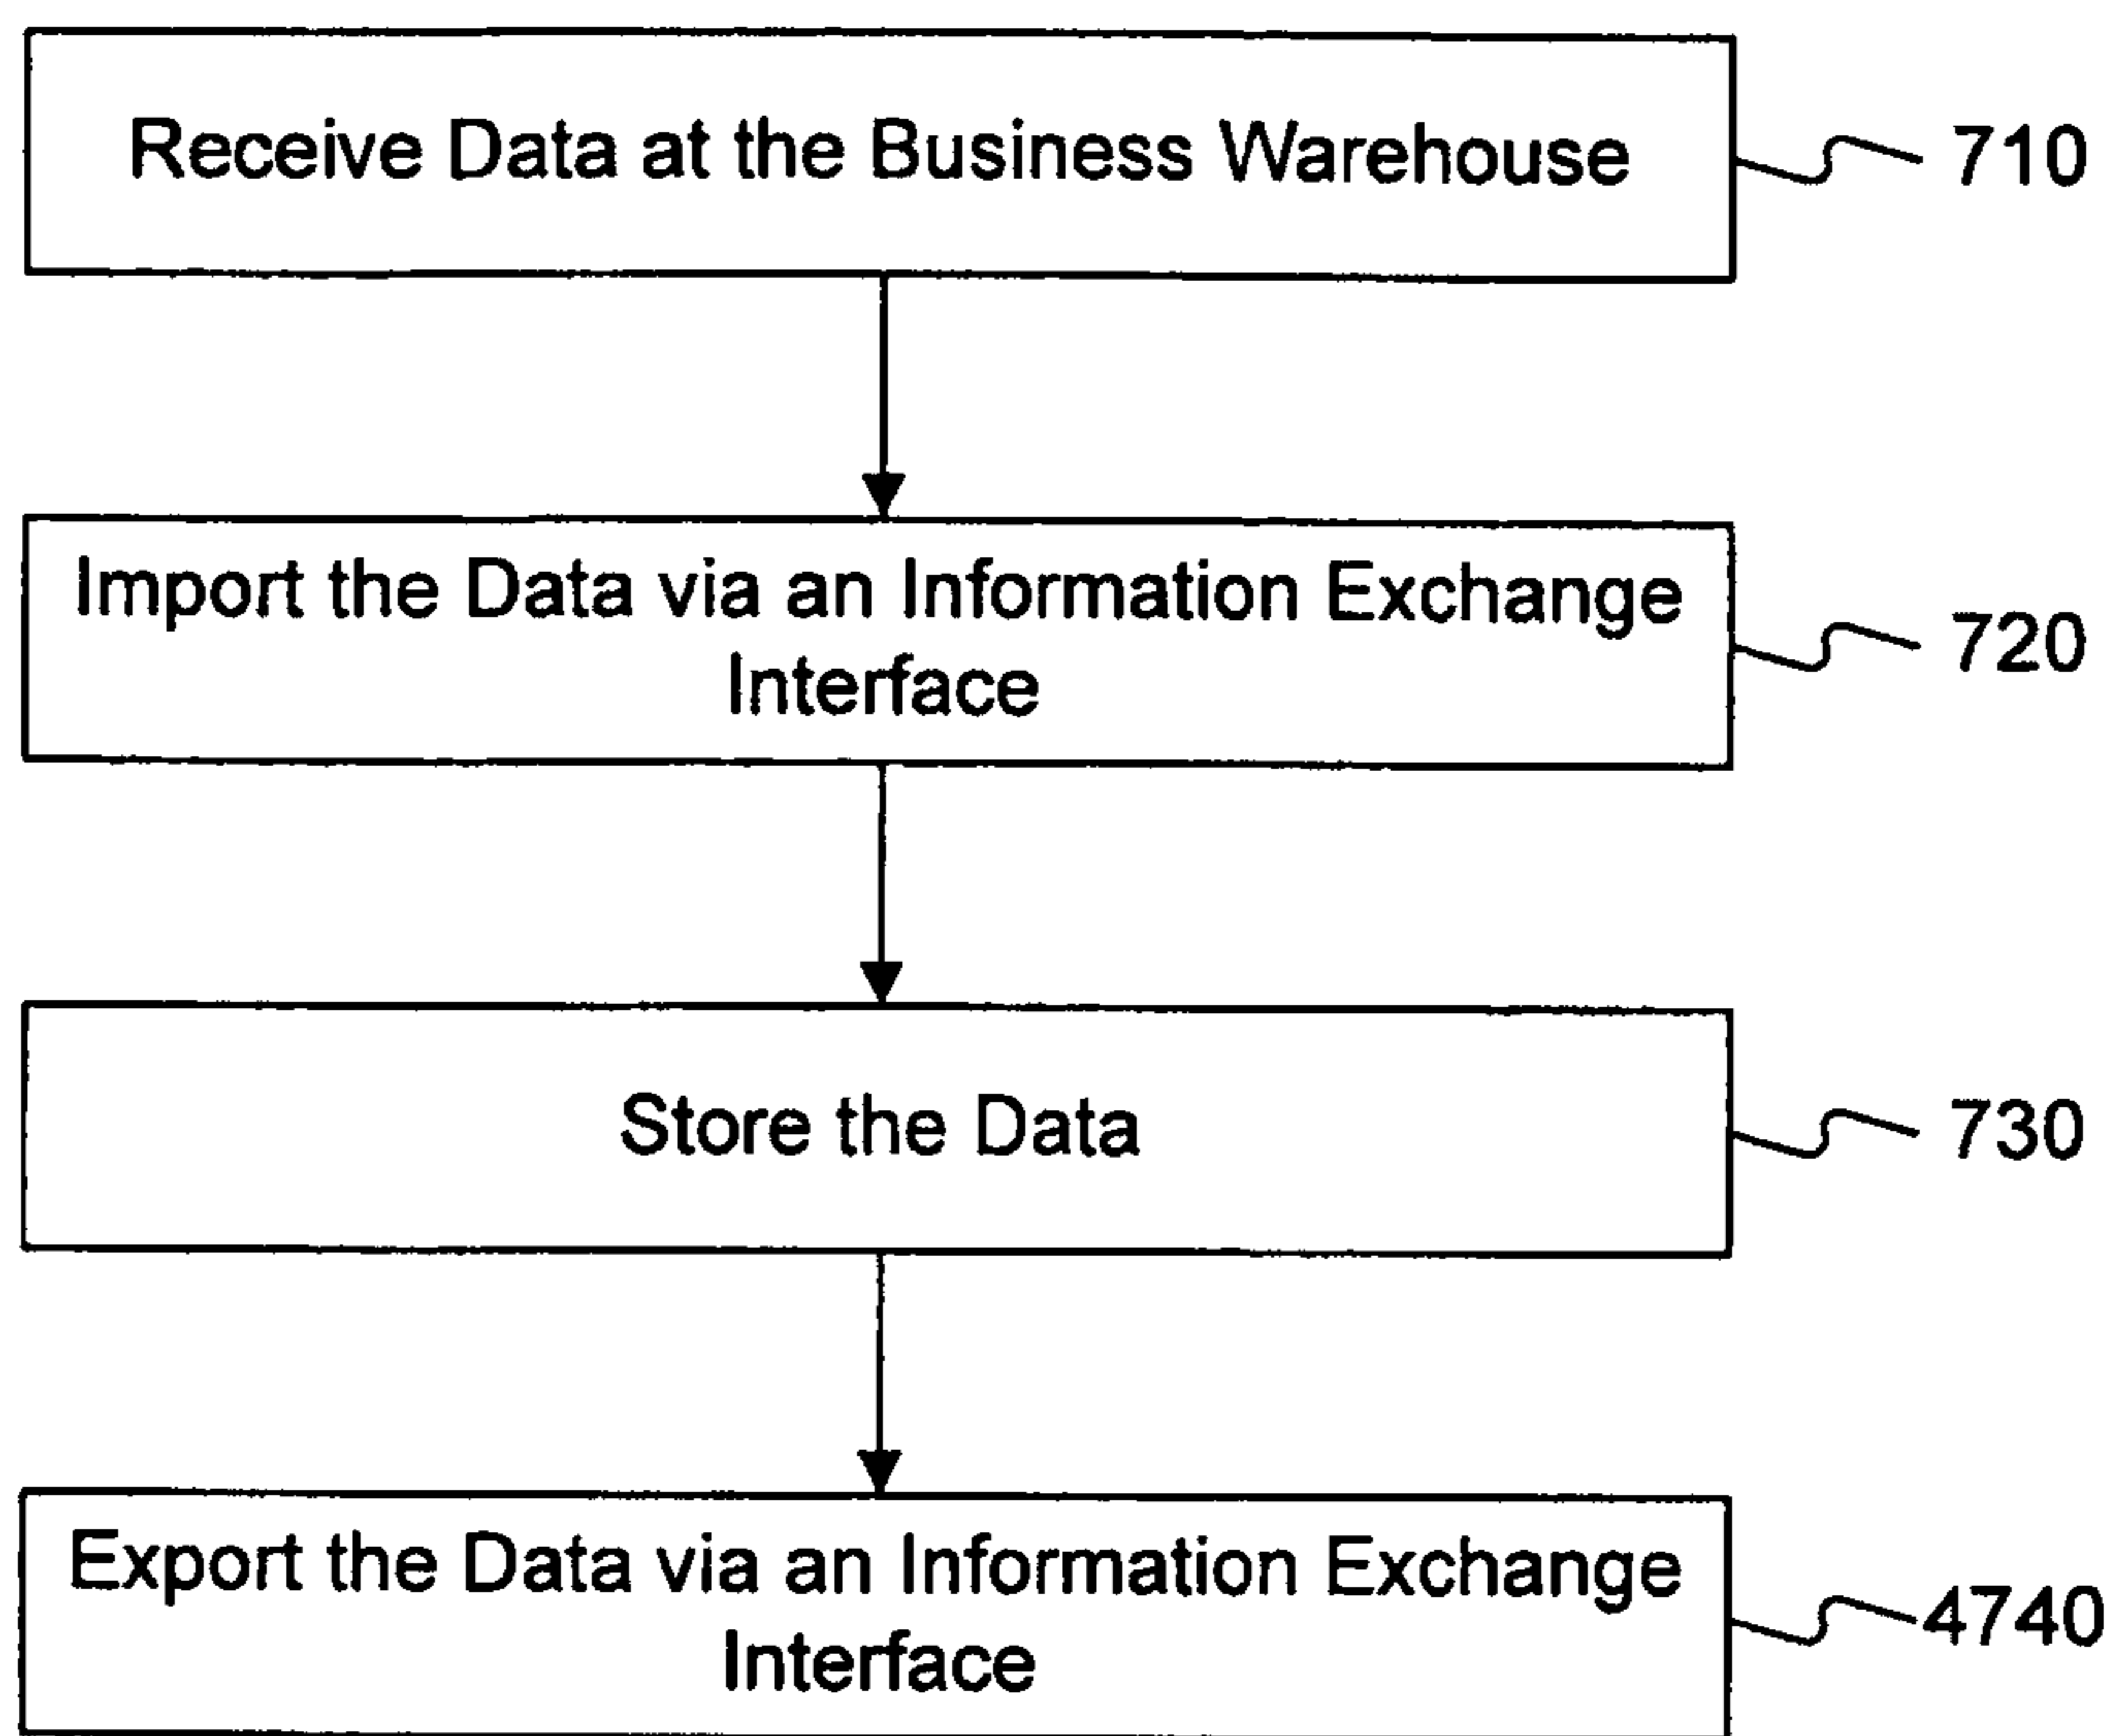 Receive Data at the Business Warehouse
710
Import the Data via an Information Exchange
Interface
720
Store the Data
730
Export the Data via an Information Exchange
Interface
4740